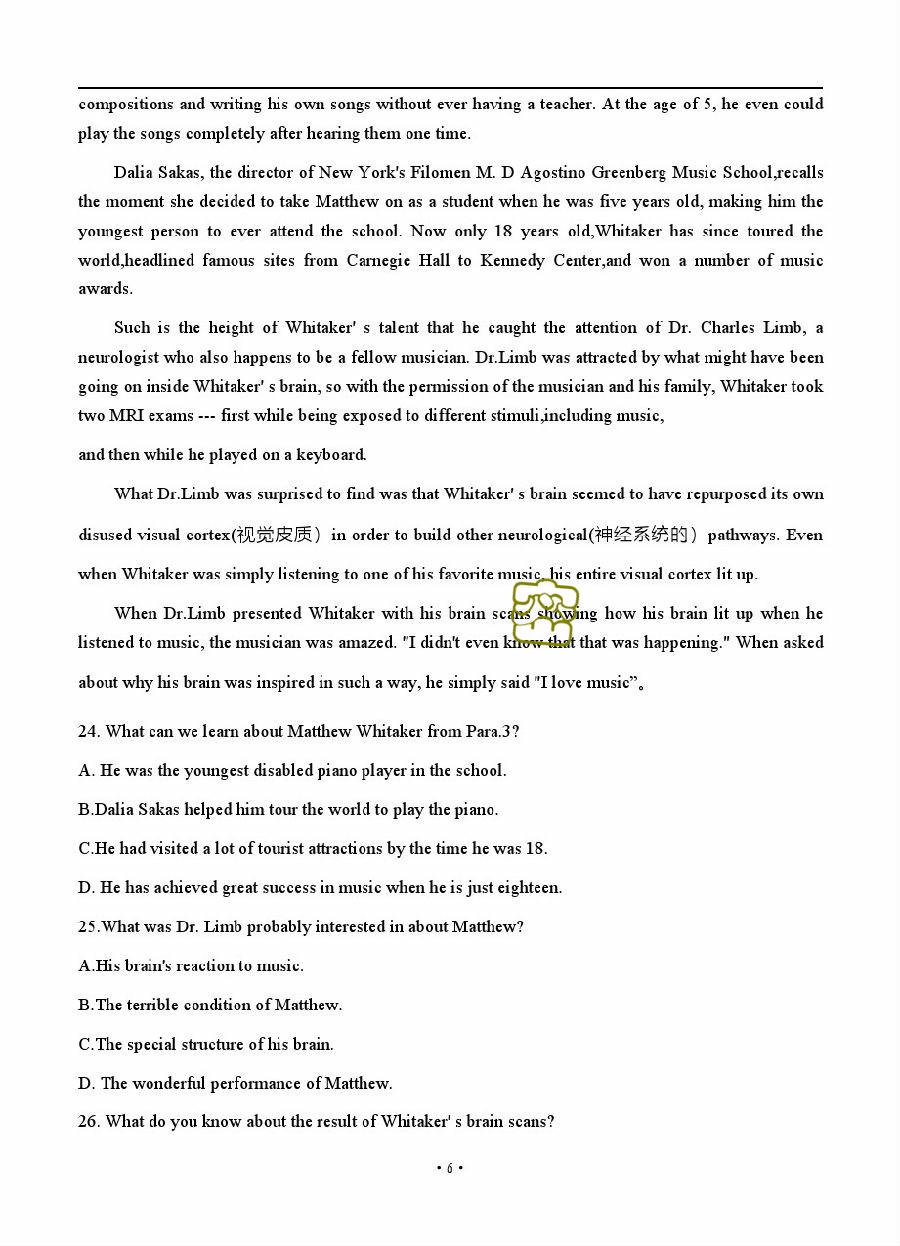 compositions and writing his own songs without ever having a teacher. At the age of 5, he even could
play the songs completely after hearing them one time.
Dalia Sakas, the director of New York's Filomen M. D Agostino Greenberg Music School,recalls
the moment she decided to take Matthew on as a student when he was five years old, making him the
youngest person to ever attend the school. Now only 18 years old,Whitaker has since toured the
world,headlined famous sites from Carnegie Hall to Kennedy Center,and won a number of music
awards.
Such is the height of Whitaker' s talent that he caught the attention of Dr. Charles Limb, a
neurologist who also happens to be a fellow musician. Dr.Limb was attracted by what might have been
going on inside Whitaker' s brain, so with the permission of the musician and his family, Whitaker took
two MRI exams --- first while being exposed to different stimuli,including music,
and then while he played on a keyboard.
What Dr.Limb was surprised to find was that Whitaker' s brain seemed to have repurposed its own
disused visual cortex(视觉皮质）in order to build other neurological(神经系统的）pathways. Even
when Whitaker was simply listening to one of his favorite music, his entire visual cortex lit up.
When Dr.Limb presented Whitaker with his brain scans showing how his brain lit up when he
listened to music, the musician was amazed. "I didn't even know that that was happening." When asked
about why his brain was inspired in such a way, he simply said "I love music”。
24. What can we learn about Matthew Whitaker from Para.3?
A. He was the youngest disabled piano player in the school.
B.Dalia Sakas helped him tour the world to play the piano.
C.He had visited a lot of tourist attractions by the time he was 18.
D. He has achieved great success in music when he is just eighteen.
25.What was Dr. Limb probably interested in about Matthew?
A.His brain's reaction to music.
B.The terrible condition of Matthew.
C.The special structure of his brain.
D. The wonderful performance of Matthew.
26. What do you know about the result of Whitaker' s brain scans?
• 6 •